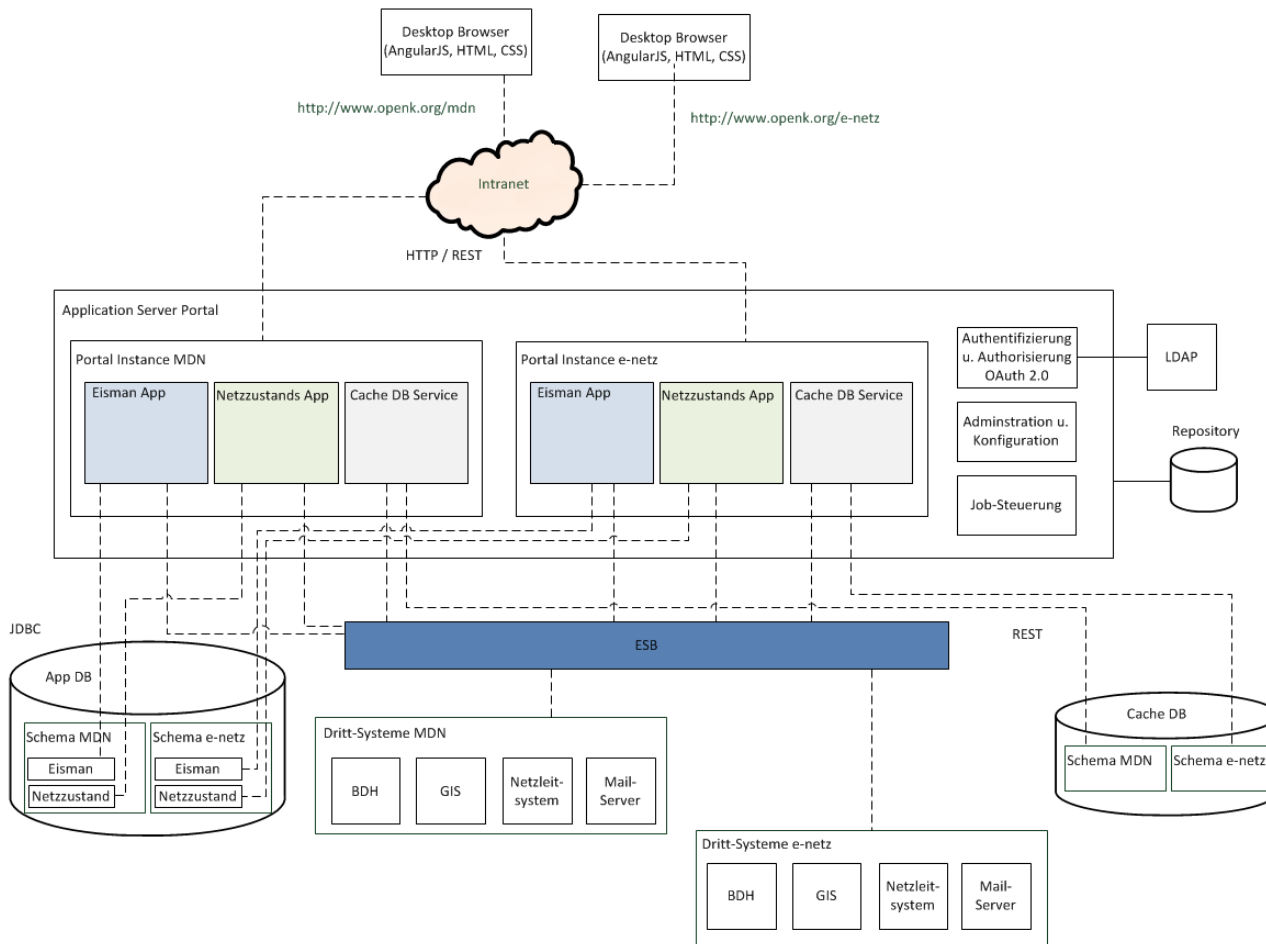 Desktop Browser
(AngularJS, HTML, CSS)
Desktop Browser
(AngularJS, HTML, CSS)
http://www.openk.org/mdn
http://www.openk.org/e-netz
Intranet
HTTP / REST
Application Server Portal
Portal Instance MDN
Eisman App
Netzzustands App
Cache DB Service
Portal Instance e-netz
Eisman App
Netzzustands App
Cache DB Service
Authentifizierung
u. Authorisierung
OAuth 2.0
LDAP
Adminstration u.
Konfiguration
Repository
Job-Steuerung
JDBC
ESB
REST
App DB
Schema MDN
Eisman
Netzzustand
Schema e-netz
Eisman
Netzzustand
Dritt-Systeme MDN
BDH
GIS
Netzleit-
system
Mail-
Server
Cache DB
Schema MDN
Schema e-netz
Dritt-Systeme e-netz
BDH
GIS
Netzleit-
system
Mail-
Server